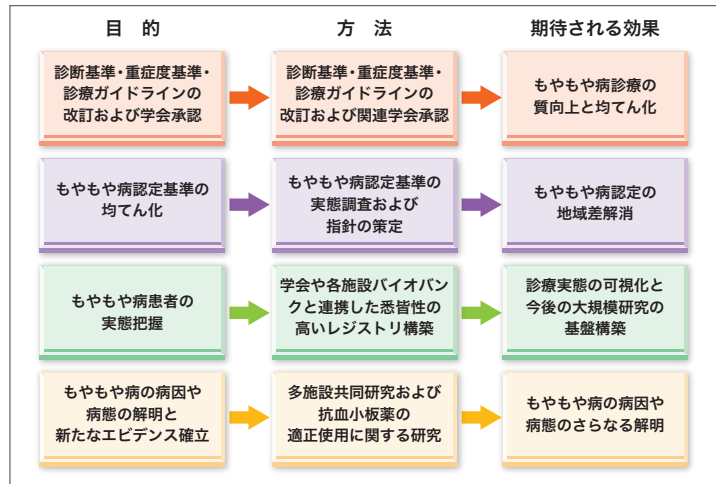 目 的
方 法
期待される効果
診断基準・重症度基準・
診療ガイドラインの
改訂および学会承認
診断基準・重症度基準・
診療ガイドラインの
改訂および関連学会承認
もやもや病診療の
質向上と均てん化
もやもや病認定基準の
均てん化
もやもや病認定基準の
実態調査および
指針の策定
もやもや病認定の
地域差解消
もやもや病患者の
実態把握
学会や各施設バイオバン
クと連携した悉皆性の
高いレジストリ構築
診療実態の可視化と
今後の大規模研究の
基盤構築
もやもや病の病因や
病態の解明と
新たなエビデンス確立
多施設共同研究および
抗血小板薬の
適正使用に関する研究
もやもや病の病因や
病態のさらなる解明